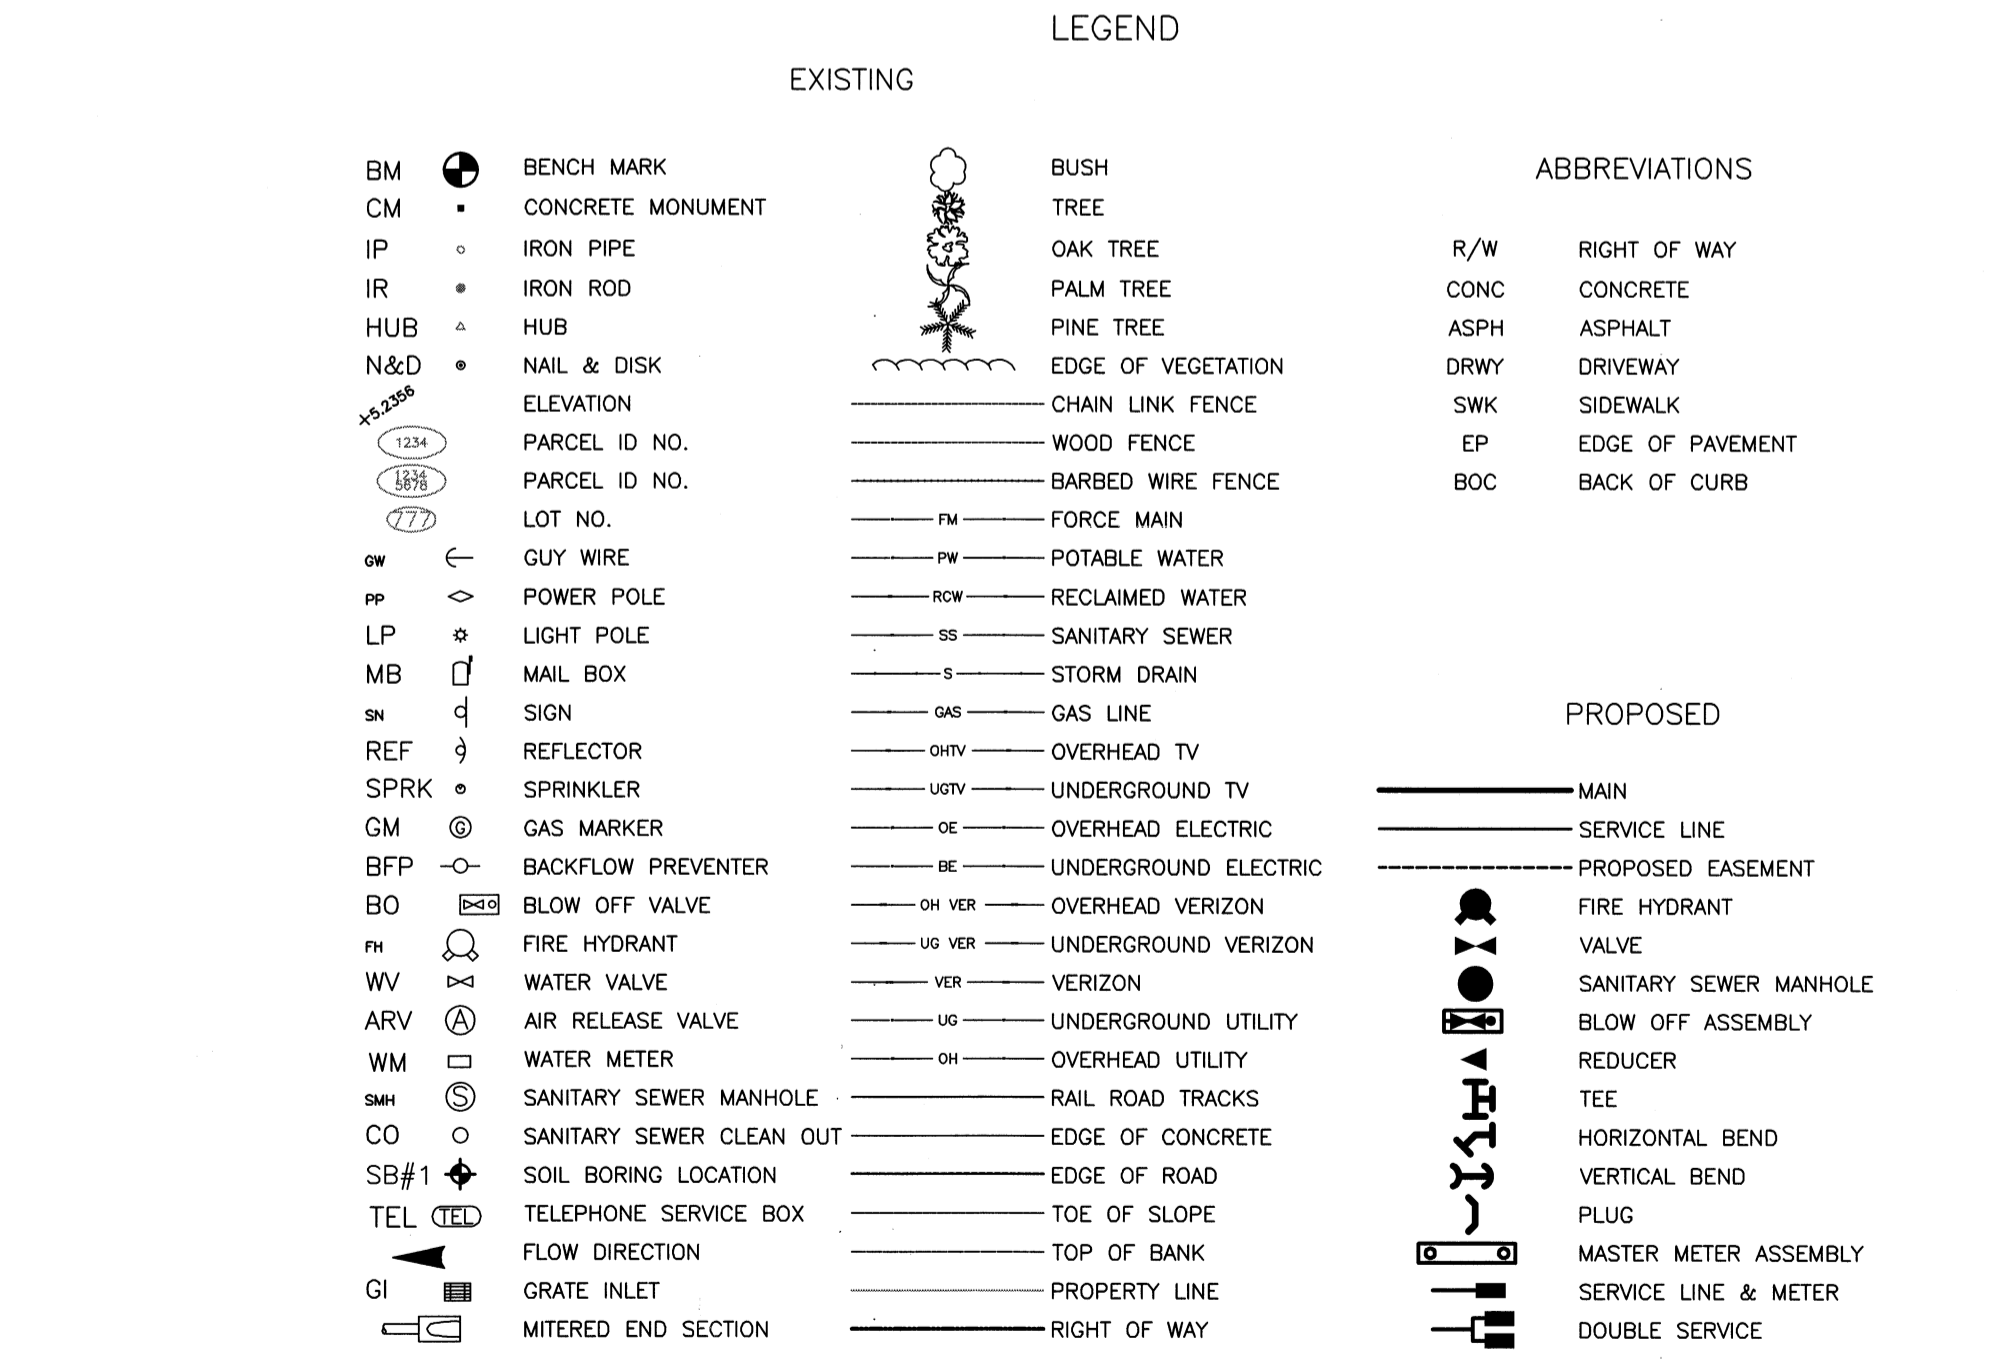 LEGEND
EXISTING
BM BENCH MARK
CM CONCRETE MONUMENT
IP IRON PIPE
IR IRON ROD
HUB HUB
N&D NAIL & DISK
+5.2356 ELEVATION
1234 PARCEL ID NO.
1234 5678 PARCEL ID NO.
777 LOT NO.
GW GUY WIRE
PP POWER POLE
LP LIGHT POLE
MB MAIL BOX
SN SIGN
REF REFLECTOR
SPRK SPRINKLER
GM G GAS MARKER
BFP BACKFLOW PREVENTER
BO BLOW OFF VALVE
FH FIRE HYDRANT
WV WATER VALVE
ARV A AIR RELEASE VALVE
WM WATER METER
SMH S SANITARY SEWER MANHOLE
CO SANITARY SEWER CLEAN OUT
SB#1 SOIL BORING LOCATION
TEL TEL TELEPHONE SERVICE BOX
FLOW DIRECTION
GI GRATE INLET
MITERED END SECTION
BUSH
TREE
OAK TREE
PALM TREE
PINE TREE
EDGE OF VEGETATION
CHAIN LINK FENCE
WOOD FENCE
BARBED WIRE FENCE
FM FORCE MAIN
PW POTABLE WATER
RCW RECLAIMED WATER
SS SANITARY SEWER
S STORM DRAIN
GAS GAS LINE
OHTV OVERHEAD TV
UGTV UNDERGROUND TV
OE OVERHEAD ELECTRIC
BE UNDERGROUND ELECTRIC
OH VER OVERHEAD VERIZON
UG VER UNDERGROUND VERIZON
VER VERIZON
UG UNDERGROUND UTILITY
OH OVERHEAD UTILITY
RAIL ROAD TRACKS
EDGE OF CONCRETE
EDGE OF ROAD
TOE OF SLOPE
TOP OF BANK
PROPERTY LINE
RIGHT OF WAY
ABBREVIATIONS
R/W RIGHT OF WAY
CONC CONCRETE
ASPH ASPHALT
DRWY DRIVEWAY
SWK SIDEWALK
EP EDGE OF PAVEMENT
BOC BACK OF CURB
PROPOSED
MAIN
SERVICE LINE
PROPOSED EASEMENT
FIRE HYDRANT
VALVE
SANITARY SEWER MANHOLE
BLOW OFF ASSEMBLY
REDUCER
TEE
HORIZONTAL BEND
VERTICAL BEND
PLUG
MASTER METER ASSEMBLY
SERVICE LINE & METER
DOUBLE SERVICE